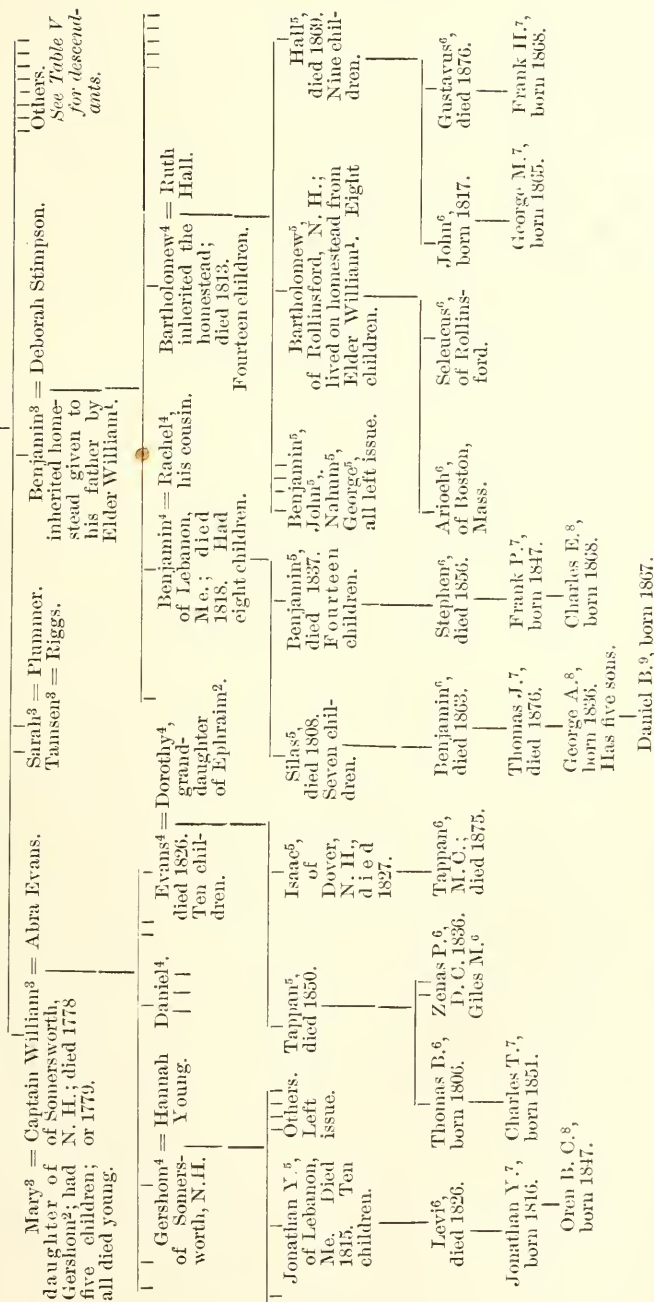 Mary³ = Captain William³ = Abra Evans.
daughter of
Gershom²; had
five children;
all died young.
of Somersworth,
N. H.; died 1778
or 1779.
Sarah³ = Plummer.
Tamsen³ = Riggs.
Benjamin³ = Deborah Stimpson.
inherited home-
stead given to
his father by
Elder William¹.
Others.
See Table V
for descend-
ants.
Gershom⁴ = Hannah
of Somers-
worth, N.H.
Young.
Daniel⁴.
Evans⁴ = Dorothy⁴,
died 1826.
Ten chil-
dren.
grand-
daughter
of Ephraim².
Benjamin⁴ = Rachel⁴,
of Lebanon,
Me.; died
1818. Had
eight children.
his cousin.
Bartholomew⁴ = Ruth
inherited the
homestead;
died 1813.
Fourteen children.
Hall.
Jonathan Y.⁵,
of Lebanon,
Me. Died
1815. Ten
children.
Others.
Left
issue.
Tappan⁵,
died 1850.
Isaac⁵,
of
Dover,
N. H.,
died
1827.
Silas⁵,
died 1808.
Seven chil-
dren.
Benjamin⁵,
died 1837.
Fourteen
children.
Benjamin⁵,
John⁵,
Nahum⁵,
George⁵,
all left issue.
Bartholomew⁵,
of Rollinsford, N. H.;
lived on homestead from
Elder William¹. Eight
children.
Hall⁵,
died 1869.
Nine chil-
dren.
Levi⁶,
died 1826.
Thomas B.⁶,
born 1806.
Zenas P.⁶,
D. C. 1836.
Giles M.⁶
Tappan⁶,
M. C.;
died 1875.
Benjamin⁶,
died 1863.
Stephen⁶,
died 1856.
Arioch⁶,
of Boston,
Mass.
Seleucus⁶,
of Rollins-
ford.
John⁶,
born 1817.
Gustavus⁶,
died 1876.
Jonathan Y.⁷,
born 1816.
Charles T.⁷,
born 1851.
Thomas J.⁷,
died 1876.
Frank P.⁷,
born 1847.
George M.⁷,
born 1865.
Frank H.⁷,
born 1868.
Oren B. C.⁸,
born 1847.
George A.⁸,
born 1836.
Has five sons.
Charles E.⁸,
born 1868.
Daniel B.⁹, born 1867.